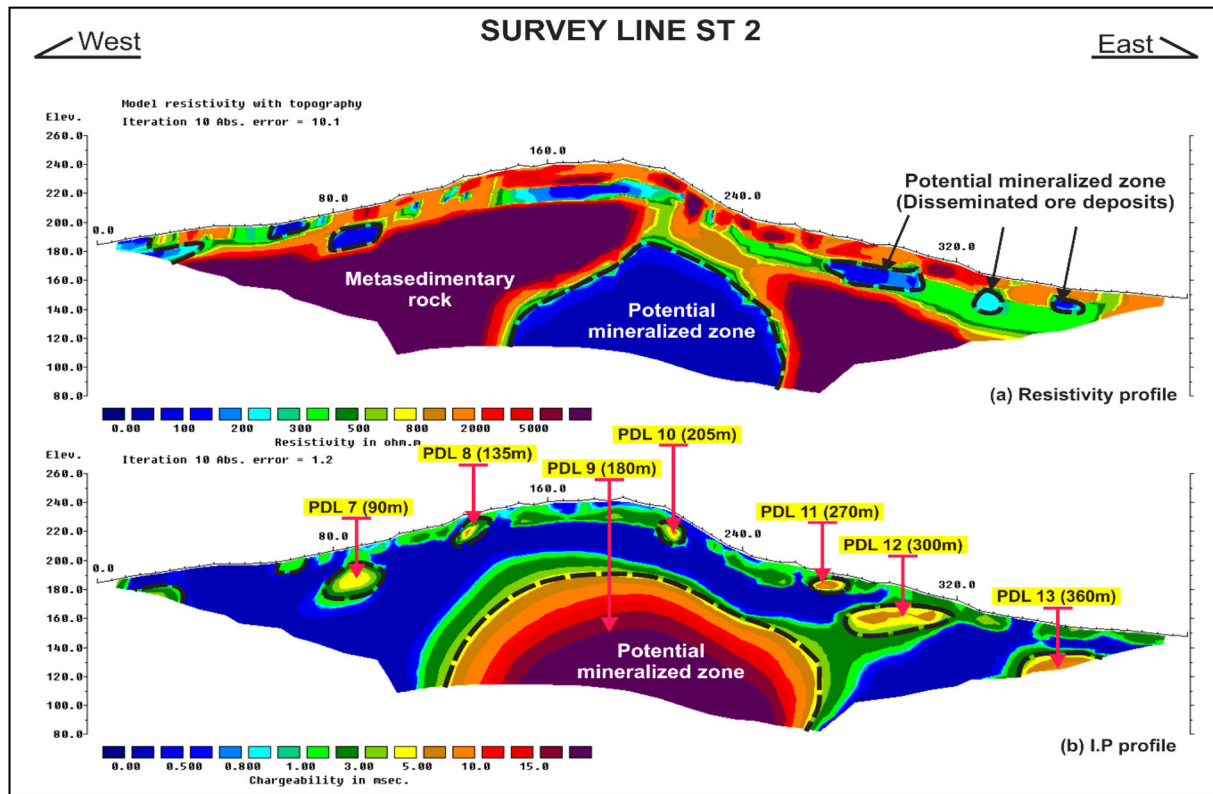 SURVEY LINE ST 2
West
East
Model resistivity with topography
Iteration 10 Abs. error = 10.1
Elev.
260.0
240.0
220.0
200.0
180.0
160.0
140.0
120.0
100.0
80.0
0.0
80.0
160.0
240.0
320.0
Potential mineralized zone
(Disseminated ore deposits)
Metasedimentary
rock
Potential
mineralized zone
(a) Resistivity profile
0.00 100 200 300 500 800 2000 5000
Resistivity in ohm.m
Iteration 10 Abs. error = 1.2
Elev.
260.0
240.0
220.0
200.0
180.0
160.0
140.0
120.0
100.0
80.0
0.0
80.0
160.0
240.0
320.0
PDL 7 (90m)
PDL 8 (135m)
PDL 9 (180m)
PDL 10 (205m)
PDL 11 (270m)
PDL 12 (300m)
PDL 13 (360m)
Potential
mineralized zone
(b) I.P profile
0.00 0.500 0.800 1.00 3.00 5.00 10.0 15.0
Chargeability in msec.